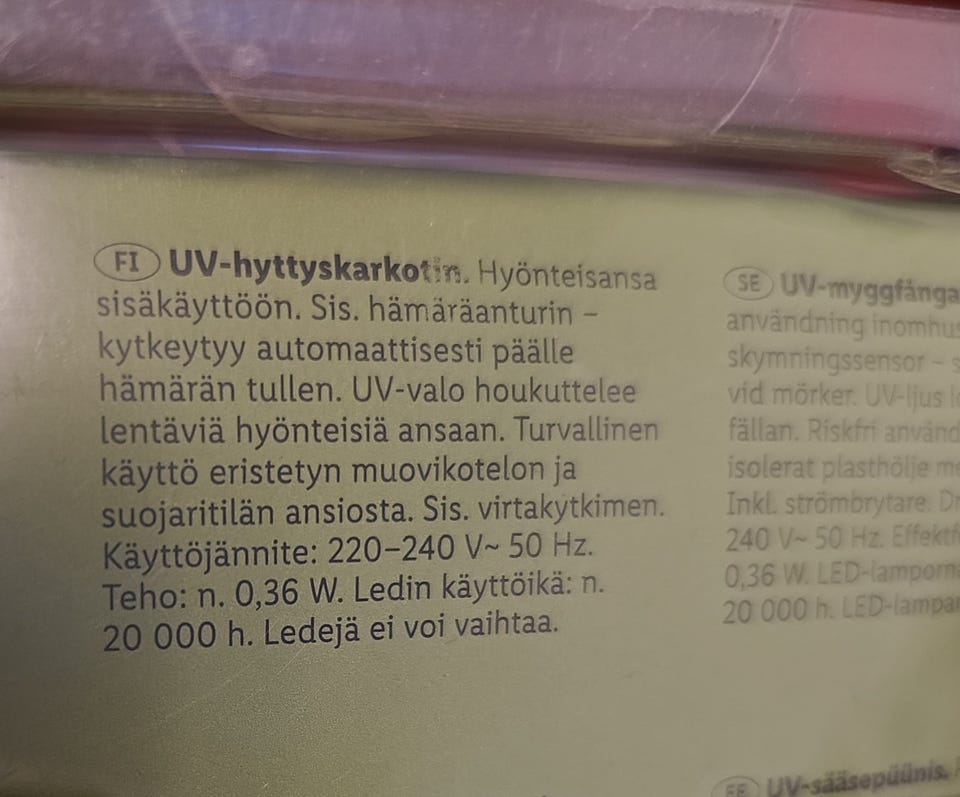 FI UV-hyttyskarkotin. Hyönteisansa
sisäkäyttöön. Sis. hämäräanturin –
kytkeytyy automaattisesti päälle
hämärän tullen. UV-valo houkuttelee
lentäviä hyönteisiä ansaan. Turvallinen
käyttö eristetyn muovikotelon ja
suojaritilän ansiosta. Sis. virtakytkimen.
Käyttöjännite: 220–240 V~ 50 Hz.
Teho: n. 0,36 W. Ledin käyttöikä: n.
20 000 h. Ledejä ei voi vaihtaa.
SE UV-myggfånga
användning inomhus
skymningssensor –
vid mörker. UV-ljus
fällan. Riskfri använd
isolerat plasthölje
Inkl. strömbrytare.
240 V~ 50 Hz.
0,36 W. LED-lamporna
20 000 h. LED-lampa
EE UV-sääsepüünis.